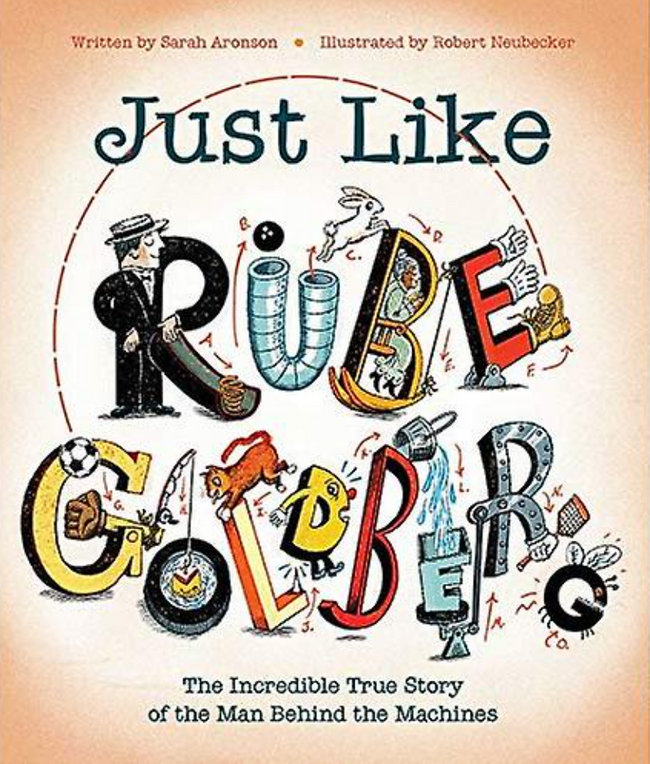 Written by Sarah Aronson • Illustrated by Robert Neubecker
Just Like
RUBE
GOLDBERG
A.
B.
C.
D.
E.
F.
G.
I.
J.
L.
The Incredible True Story
of the Man Behind the Machines